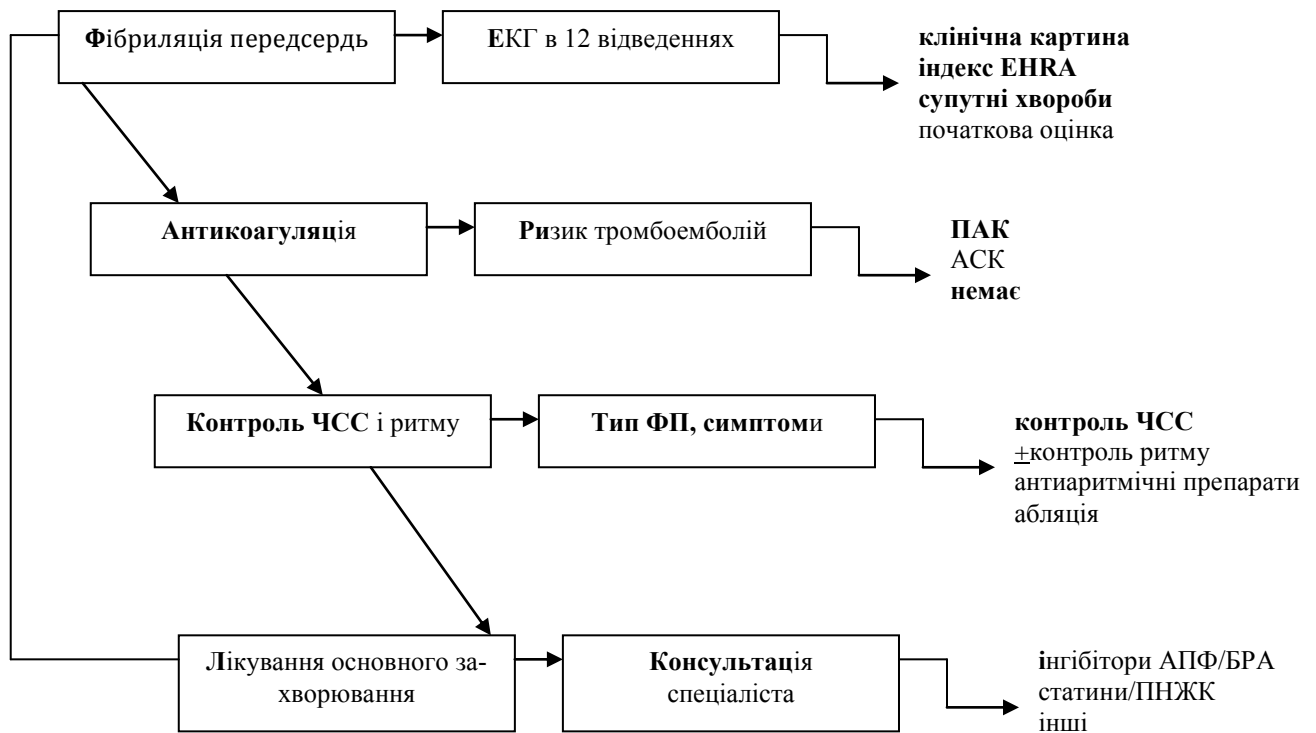 Фібриляція передсердь
ЕКГ в 12 відведеннях
клінічна картина
індекс EHRA
супутні хвороби
початкова оцінка
Антикоагуляція
Ризик тромбоемболій
ПАК
АСК
немає
Контроль ЧСС і ритму
Тип ФП, симптоми
контроль ЧСС
+контроль ритму
антиаритмічні препарати
абляція
Лікування основного за-
хворювання
Консультація
спеціаліста
інгібітори АПФ/БРА
статини/ПНЖК
інші